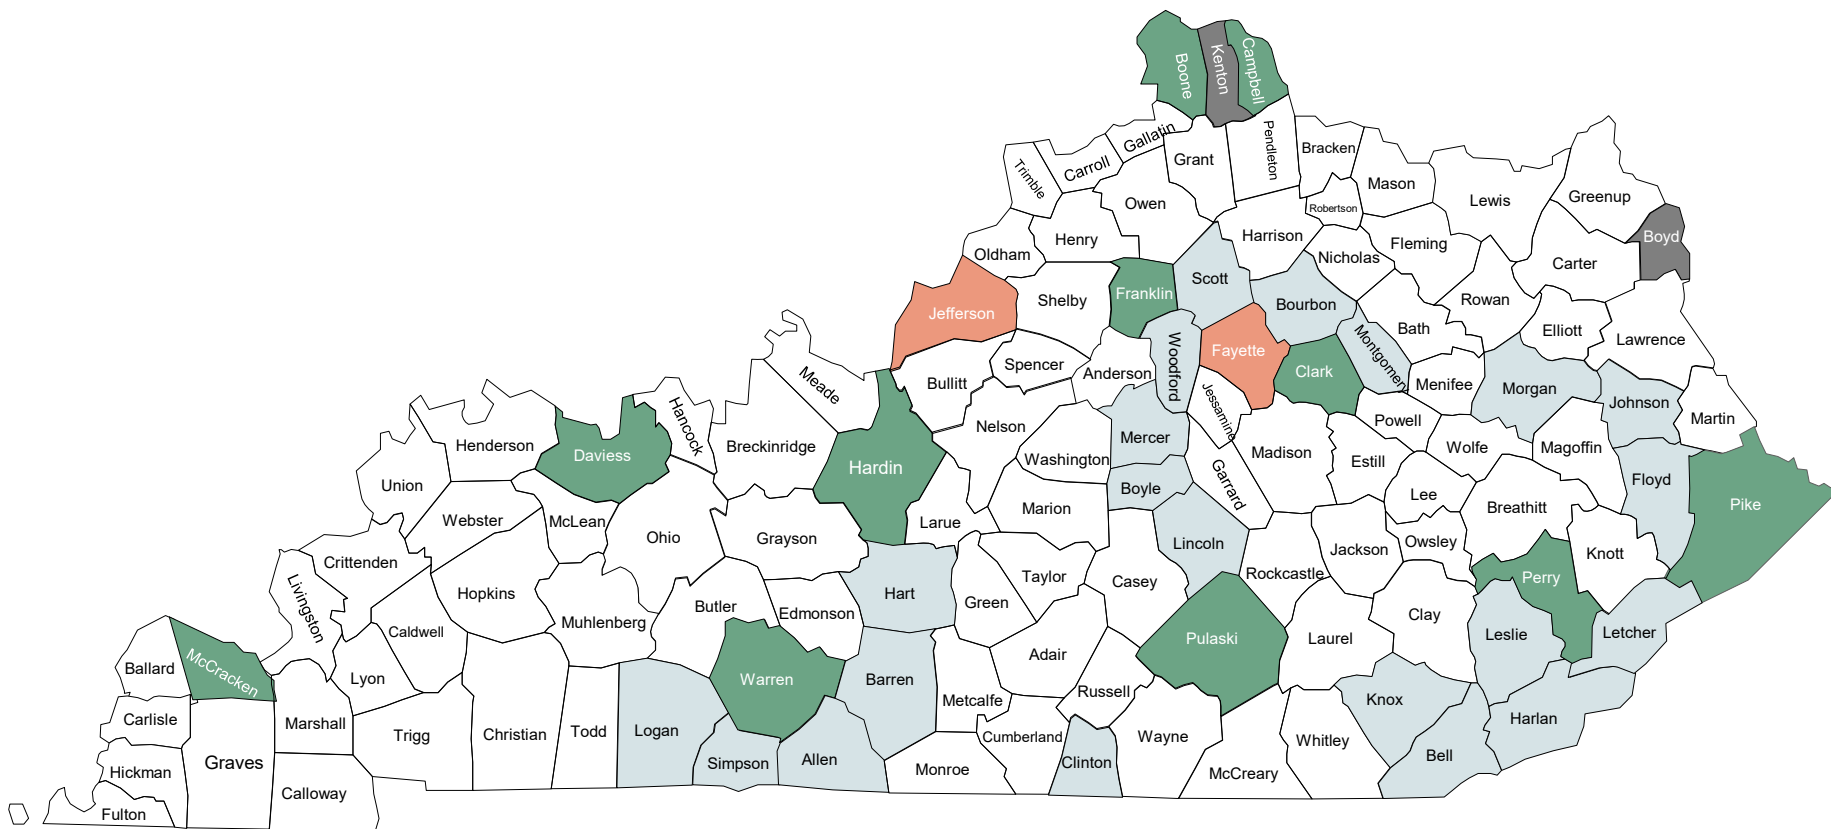 Boone
Kenton
Campbell
Gallatin
Carroll
Trimble
Grant
Pendleton
Bracken
Mason
Robertson
Lewis
Greenup
Boyd
Owen
Henry
Oldham
Harrison
Nicholas
Fleming
Carter
Jefferson
Shelby
Franklin
Scott
Bourbon
Bath
Rowan
Elliott
Lawrence
Meade
Bullitt
Spencer
Anderson
Woodford
Fayette
Clark
Montgomery
Menifee
Morgan
Johnson
Martin
Hancock
Henderson
Daviess
Breckinridge
Hardin
Nelson
Washington
Mercer
Jessamine
Madison
Powell
Estill
Wolfe
Magoffin
Floyd
Pike
Union
Webster
McLean
Ohio
Grayson
Larue
Marion
Boyle
Garrard
Lincoln
Lee
Breathitt
Jackson
Owsley
Knott
Perry
Crittenden
Livingston
Hopkins
Muhlenberg
Butler
Edmonson
Hart
Green
Taylor
Casey
Rockcastle
Clay
Leslie
Letcher
Ballard
McCracken
Caldwell
Lyon
Warren
Barren
Adair
Pulaski
Laurel
Carlisle
Marshall
Trigg
Christian
Todd
Logan
Metcalfe
Russell
Knox
Harlan
Hickman
Graves
Calloway
Simpson
Allen
Monroe
Cumberland
Clinton
Wayne
McCreary
Whitley
Bell
Fulton